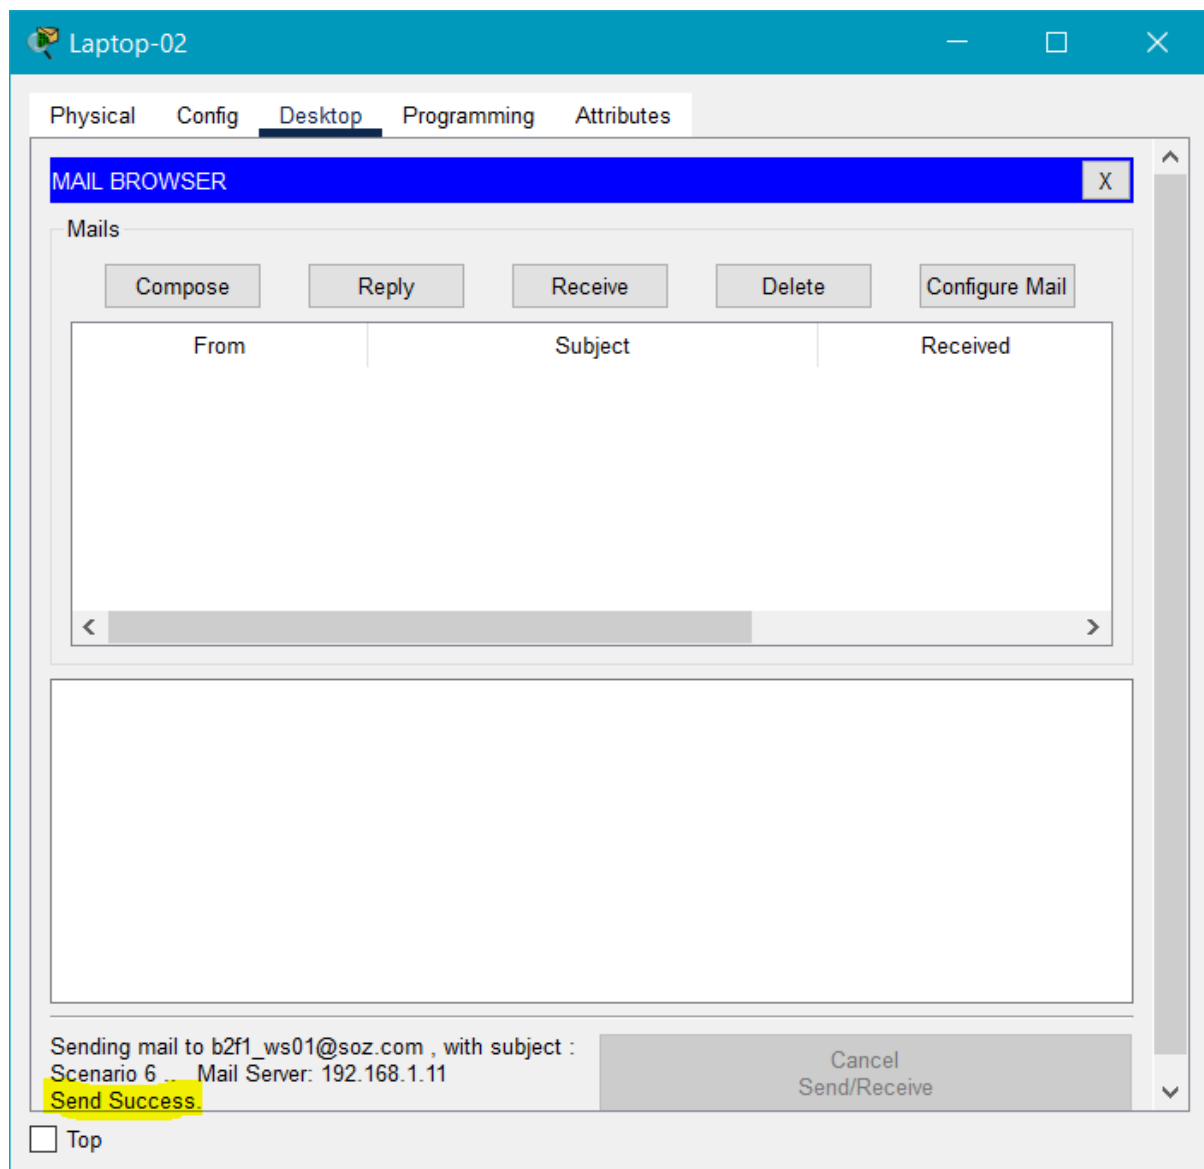 Laptop-02
Physical Config Desktop Programming Attributes
MAIL BROWSER X
Mails
Compose Reply Receive Delete Configure Mail
From Subject Received
Sending mail to b2f1_ws01@soz.com , with subject :
Scenario 6 .. Mail Server: 192.168.1.11
Send Success.
Cancel
Send/Receive
Top